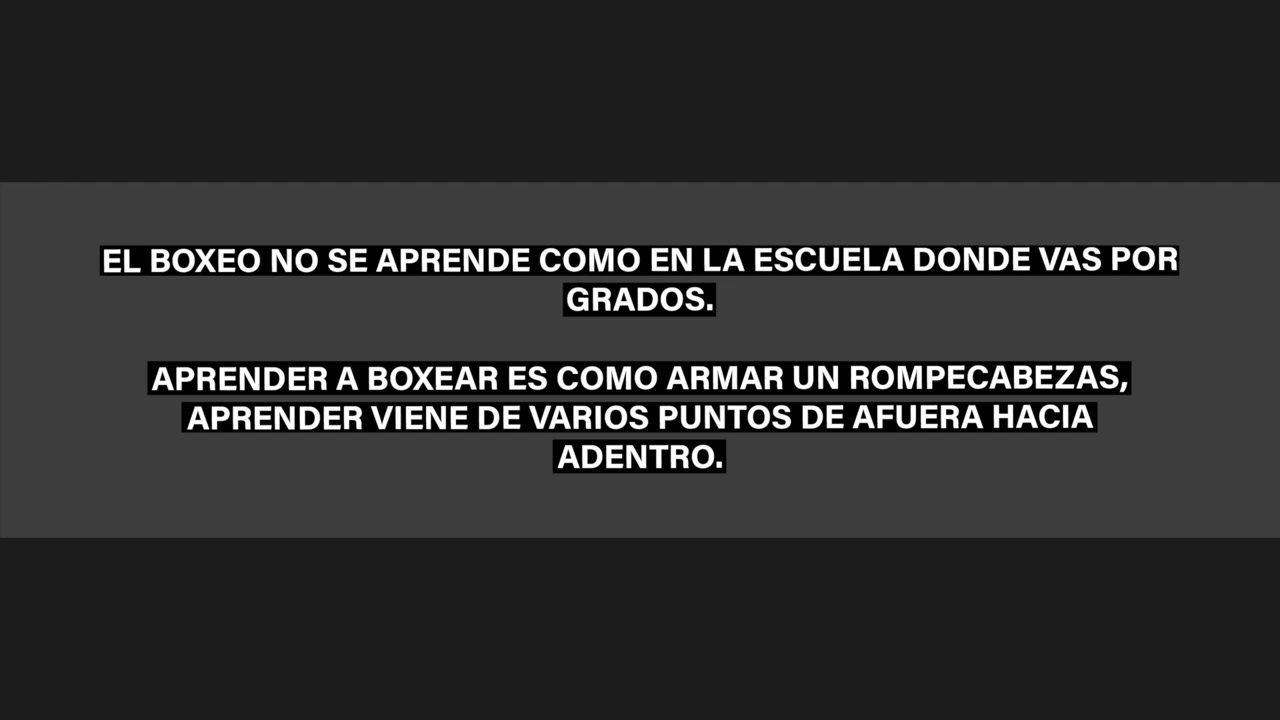 EL BOXEO NO SE APRENDE COMO EN LA ESCUELA DONDE VAS POR
GRADOS.
APRENDER A BOXEAR ES COMO ARMAR UN ROMPECABEZAS,
APRENDER VIENE DE VARIOS PUNTOS DE AFUERA HACIA
ADENTRO.